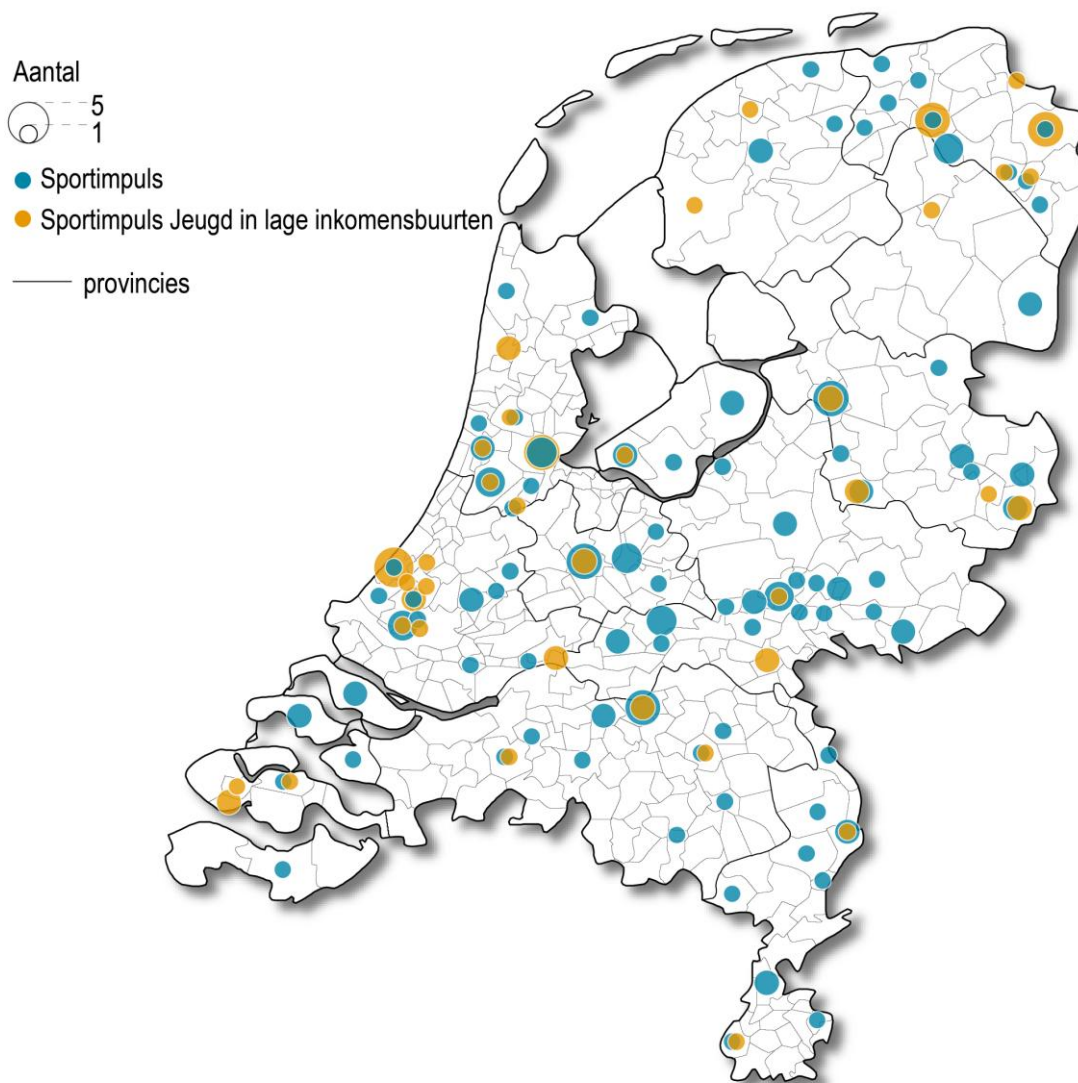 Aantal
5
1
Sportimpuls
Sportimpuls Jeugd in lage inkomensbuurten
provincies